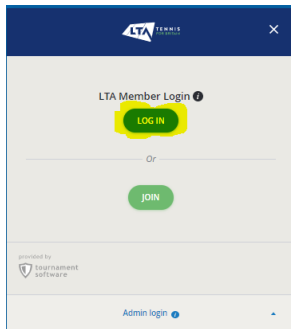 LTA TENNIS
FOR BRITAIN
LTA Member Login
LOG IN
Or
JOIN
provided by
tournament
software
Admin login